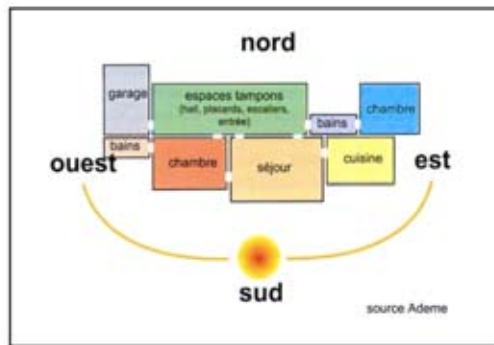 nord
garage
espaces tampons
(hall, placards, escaliers,
entrée)
bains
chambre
ouest
bains
chambre
séjour
cuisine
est
sud
source Ademe